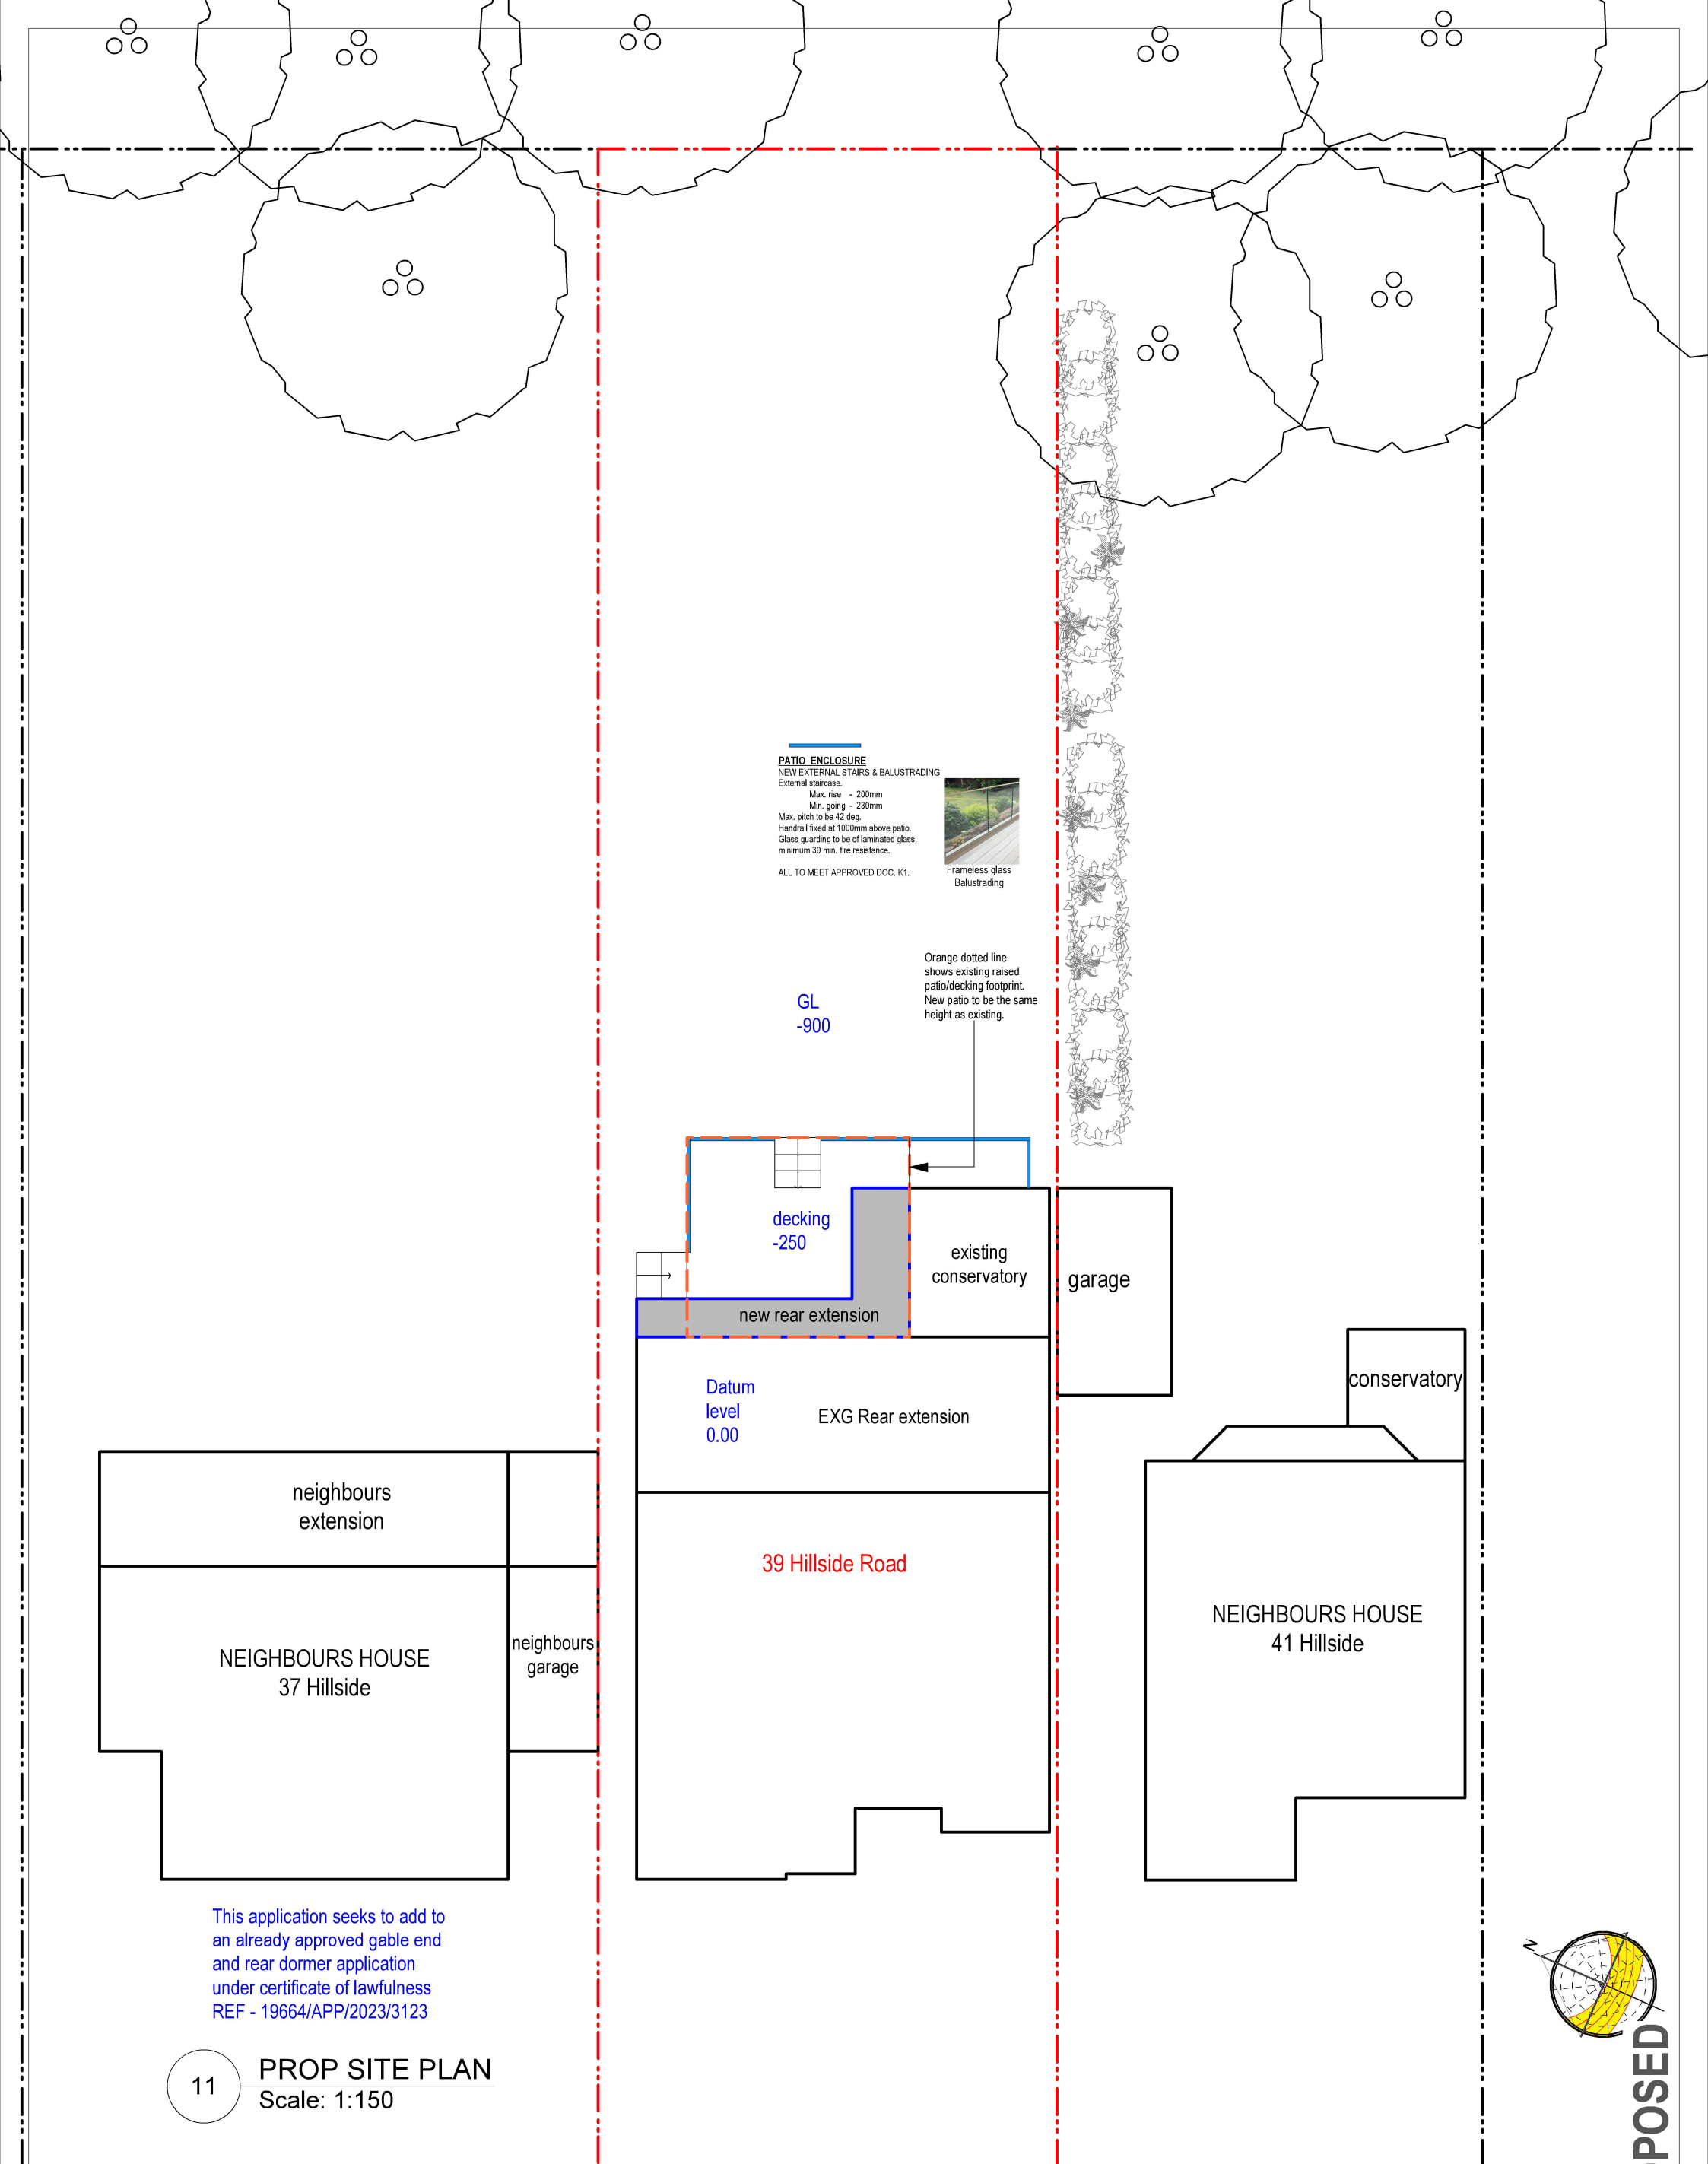 PATIO ENCLOSURE
NEW EXTERNAL STAIRS & BALUSTRADING
External staircase.
Max. rise - 200mm
Min. going - 230mm
Max. pitch to be 42 deg.
Handrail fixed at 1000mm above patio.
Glass guarding to be of laminated glass,
minimum 30 min. fire resistance.
ALL TO MEET APPROVED DOC. K1.
Frameless glass
Balustrading
Orange dotted line
shows existing raised
patio/decking footprint.
New patio to be the same
height as existing.
GL
-900
decking
-250
existing
conservatory
garage
new rear extension
conservatory
Datum
level
0.00
EXG Rear extension
neighbours
extension
39 Hillside Road
NEIGHBOURS HOUSE
41 Hillside
neighbours
garage
NEIGHBOURS HOUSE
37 Hillside
This application seeks to add to
an already approved gable end
and rear dormer application
under certificate of lawfulness
REF - 19664/APP/2023/3123
N
11
PROP SITE PLAN
Scale: 1:150
POSED